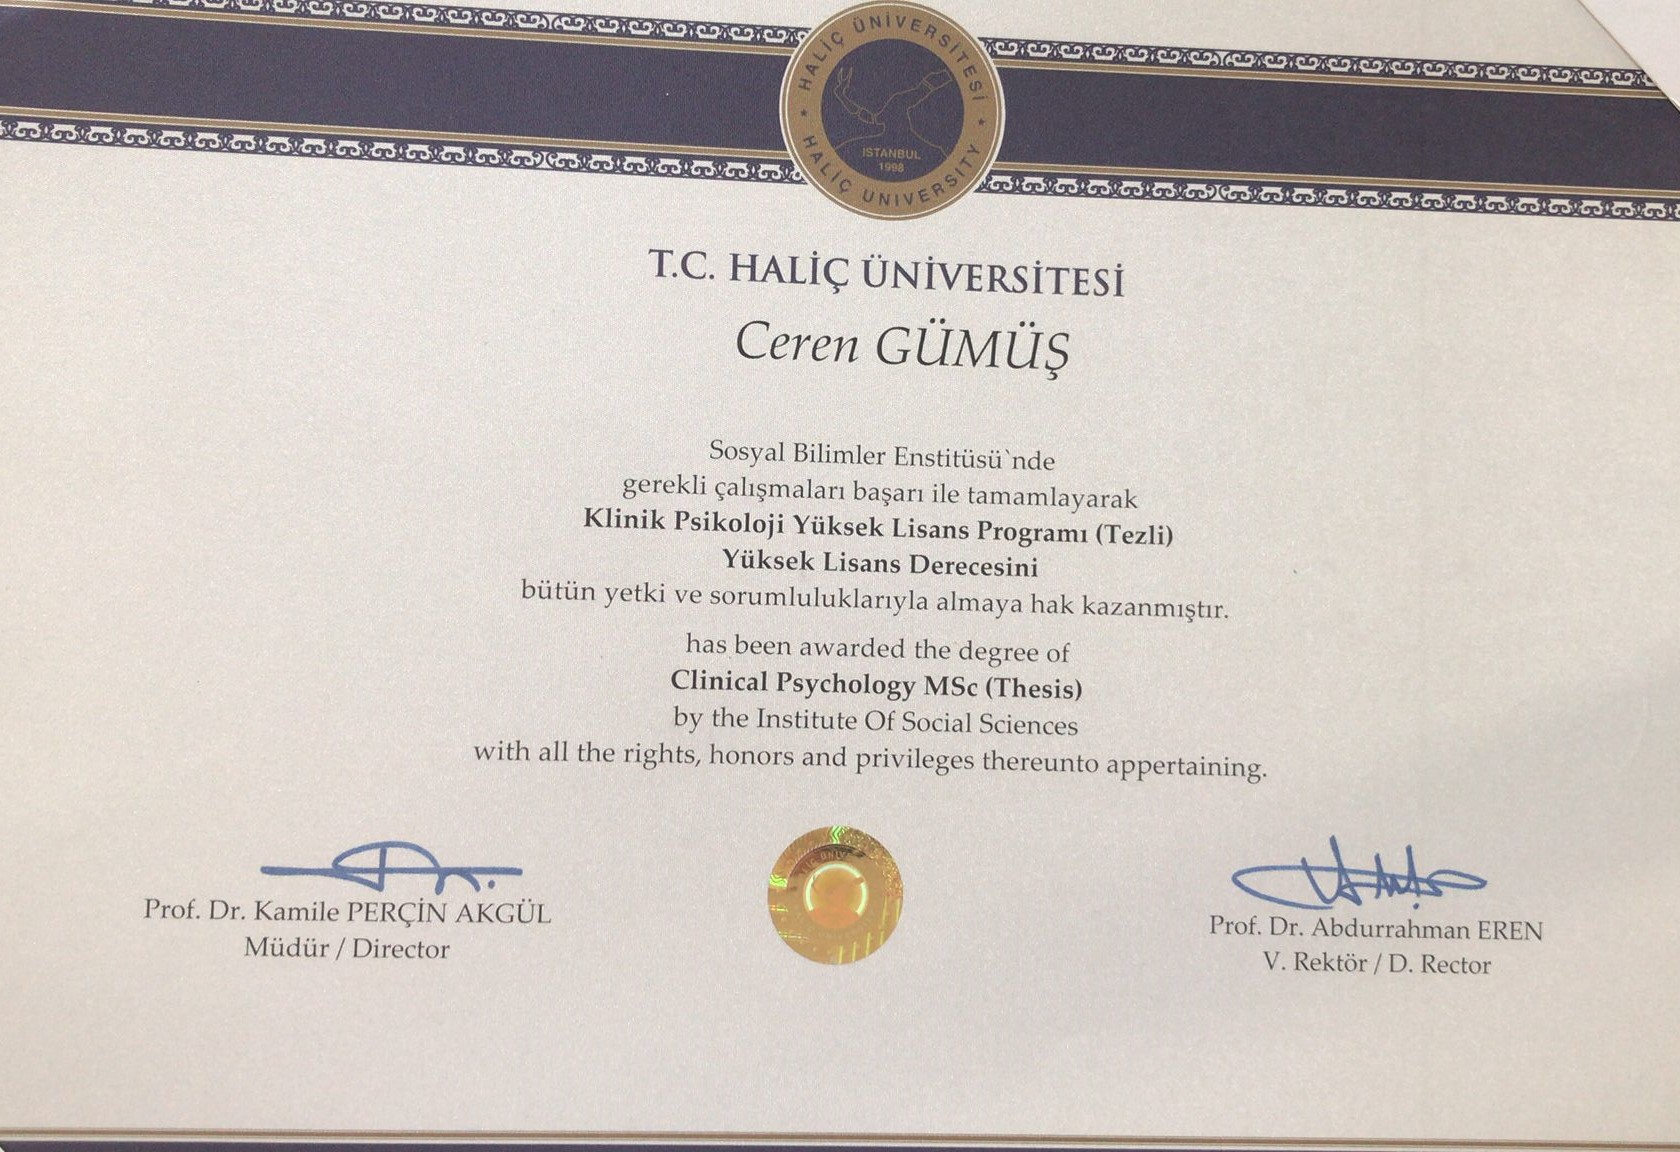 HALİÇ ÜNİVERSİTESİ
HALİÇ UNIVERSITY
İSTANBUL
1998
T.C. HALİÇ ÜNİVERSİTESİ
Ceren GÜMÜŞ
Sosyal Bilimler Enstitüsü`nde
gerekli çalışmaları başarı ile tamamlayarak
Klinik Psikoloji Yüksek Lisans Programı (Tezli)
Yüksek Lisans Derecesini
bütün yetki ve sorumluluklarıyla almaya hak kazanmıştır.
has been awarded the degree of
Clinical Psychology MSc (Thesis)
by the Institute Of Social Sciences
with all the rights, honors and privileges thereunto appertaining.
Prof. Dr. Kamile PERÇİN AKGÜL
Müdür / Director
Prof. Dr. Abdurrahman EREN
V. Rektör / D. Rector